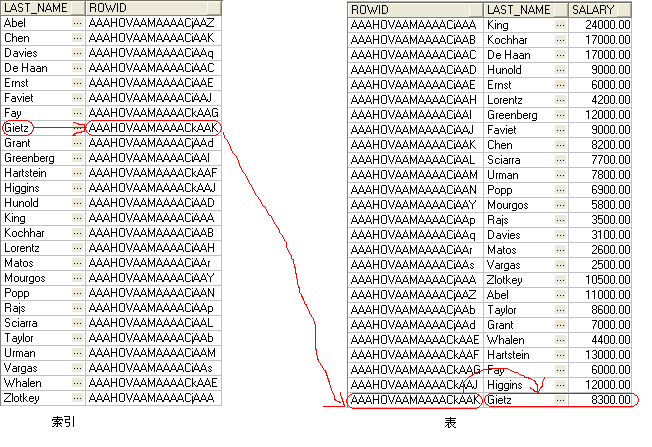 LAST_NAME ROWID
Abel AAAHOVAAMAAAACjAAZ
Chen AAAHOVAAMAAAACjAAK
Davies AAAHOVAAMAAAACjAAq
De Haan AAAHOVAAMAAAACjAAC
Ernst AAAHOVAAMAAAACjAAE
Faviet AAAHOVAAMAAAACjAAJ
Fay AAAHOVAAMAAAACkAAG
Gietz AAAHOVAAMAAAACkAAK
Grant AAAHOVAAMAAAACjAAd
Greenberg AAAHOVAAMAAAACjAAI
Hartstein AAAHOVAAMAAAACkAAF
Higgins AAAHOVAAMAAAACkAAJ
Hunold AAAHOVAAMAAAACjAAD
King AAAHOVAAMAAAACjAAA
Kochhar AAAHOVAAMAAAACjAAB
Lorentz AAAHOVAAMAAAACjAAH
Matos AAAHOVAAMAAAACjAAr
Mourgos AAAHOVAAMAAAACjAAY
Popp AAAHOVAAMAAAACjAAN
Rajs AAAHOVAAMAAAACjAAp
Sciarra AAAHOVAAMAAAACjAAL
Taylor AAAHOVAAMAAAACjAAb
Urman AAAHOVAAMAAAACjAAM
Vargas AAAHOVAAMAAAACjAAs
Whalen AAAHOVAAMAAAACkAAE
Zlotkey AAAHOVAAMAAAACjAAA
索引
ROWID LAST_NAME SALARY
AAAHOVAAMAAAACjAAA King 24000.00
AAAHOVAAMAAAACjAAB Kochhar 17000.00
AAAHOVAAMAAAACjAAC De Haan 17000.00
AAAHOVAAMAAAACjAAD Hunold 9000.00
AAAHOVAAMAAAACjAAE Ernst 6000.00
AAAHOVAAMAAAACjAAH Lorentz 4200.00
AAAHOVAAMAAAACjAAI Greenberg 12000.00
AAAHOVAAMAAAACjAAJ Faviet 9000.00
AAAHOVAAMAAAACjAAK Chen 8200.00
AAAHOVAAMAAAACjAAL Sciarra 7700.00
AAAHOVAAMAAAACjAAM Urman 7800.00
AAAHOVAAMAAAACjAAN Popp 6900.00
AAAHOVAAMAAAACjAAY Mourgos 5800.00
AAAHOVAAMAAAACjAAp Rajs 3500.00
AAAHOVAAMAAAACjAAq Davies 3100.00
AAAHOVAAMAAAACjAAr Matos 2600.00
AAAHOVAAMAAAACjAAs Vargas 2500.00
AAAHOVAAMAAAACjAAA Zlotkey 10500.00
AAAHOVAAMAAAACjAAZ Abel 11000.00
AAAHOVAAMAAAACjAAb Taylor 8600.00
AAAHOVAAMAAAACjAAd Grant 7000.00
AAAHOVAAMAAAACkAAE Whalen 4400.00
AAAHOVAAMAAAACkAAF Hartstein 13000.00
AAAHOVAAMAAAACkAAG Fay 6000.00
AAAHOVAAMAAAACkAAJ Higgins 12000.00
AAAHOVAAMAAAACkAAK Gietz 8300.00
表